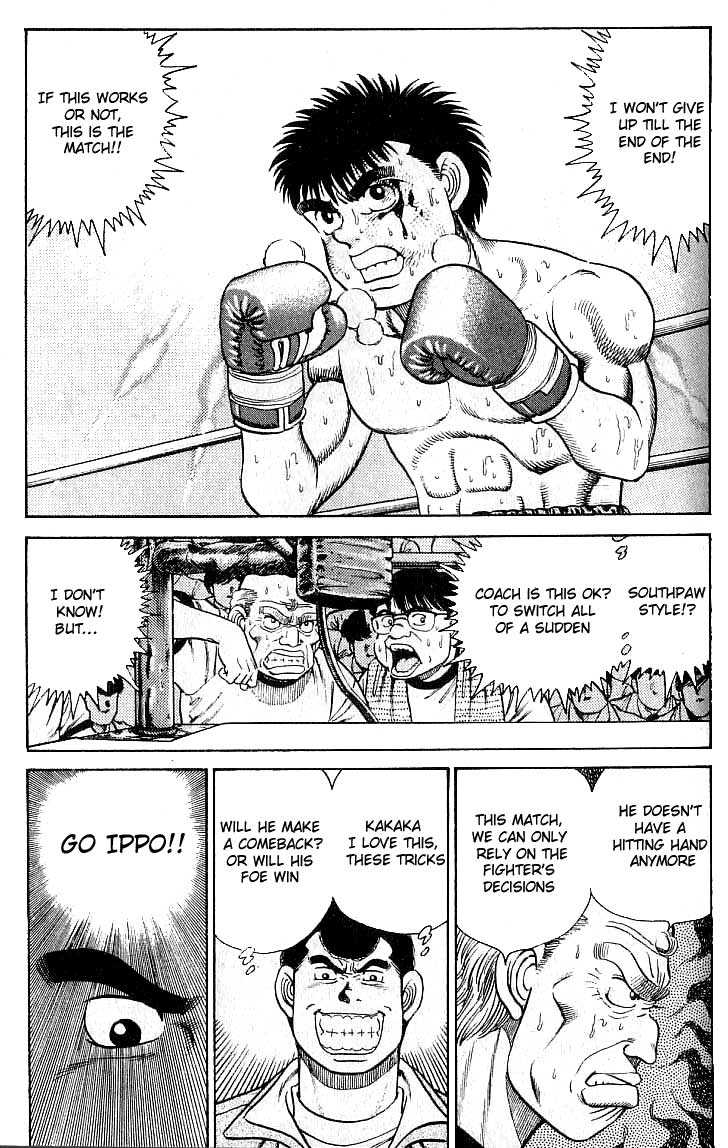 I WON'T GIVE
UP TILL THE
END OF THE
END!
IF THIS WORKS
OR NOT,
THIS IS THE
MATCH!!
SOUTHPAW
STYLE!?
COACH IS THIS OK?
TO SWITCH ALL
OF A SUDDEN
I DON'T
KNOW!
BUT...
HE DOESN'T
HAVE A
HITTING HAND
ANYMORE
THIS MATCH,
WE CAN ONLY
RELY ON THE
FIGHTER'S
DECISIONS
KAKAKA
I LOVE THIS,
THESE TRICKS
WILL HE MAKE
A COMEBACK?
OR WILL HIS
FOE WIN
GO IPPO!!